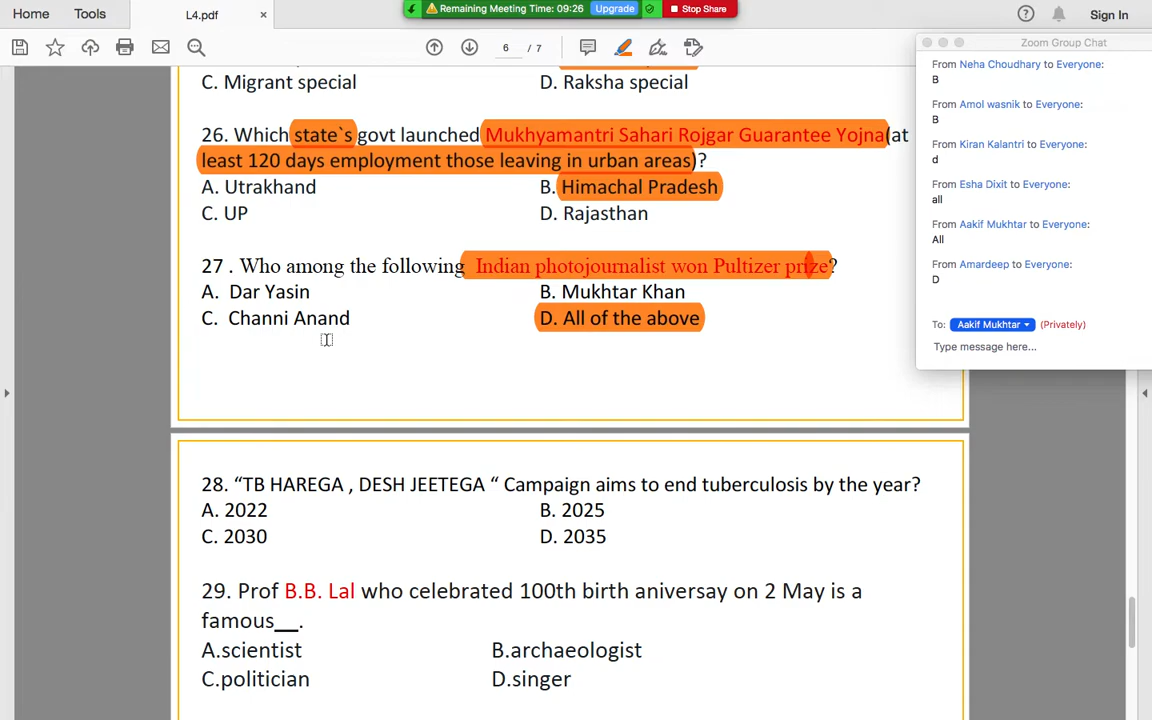 Remaining Meeting Time: 09:26 Upgrade Stop Share
Home Tools L4.pdf × Sign In
6 / 7
Zoom Group Chat
From Neha Choudhary to Everyone:
B
From Amol wasnik to Everyone:
B
From Kiran Kalantri to Everyone:
d
From Esha Dixit to Everyone:
all
From Aakif Mukhtar to Everyone:
All
From Amardeep to Everyone:
D
To: Aakif Mukhtar (Privately)
Type message here...
C. Migrant special D. Raksha special
26. Which state`s govt launched Mukhyamantri Sahari Rojgar Guarantee Yojna(at
least 120 days employment those leaving in urban areas)?
A. Utrakhand B. Himachal Pradesh
C. UP D. Rajasthan
27 . Who among the following Indian photojournalist won Pultizer prize?
A. Dar Yasin B. Mukhtar Khan
C. Channi Anand D. All of the above
28. “TB HAREGA , DESH JEETEGA “ Campaign aims to end tuberculosis by the year?
A. 2022 B. 2025
C. 2030 D. 2035
29. Prof B.B. Lal who celebrated 100th birth aniversay on 2 May is a
famous__.
A.scientist B.archaeologist
C.politician D.singer